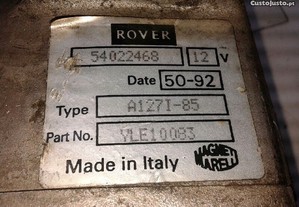 CustoJusto.pt
ROVER
54022468 12 V
Date 50-92
Type A127I-85
Part No. YLE10083
Made in Italy
MAGNETI
MARELLI